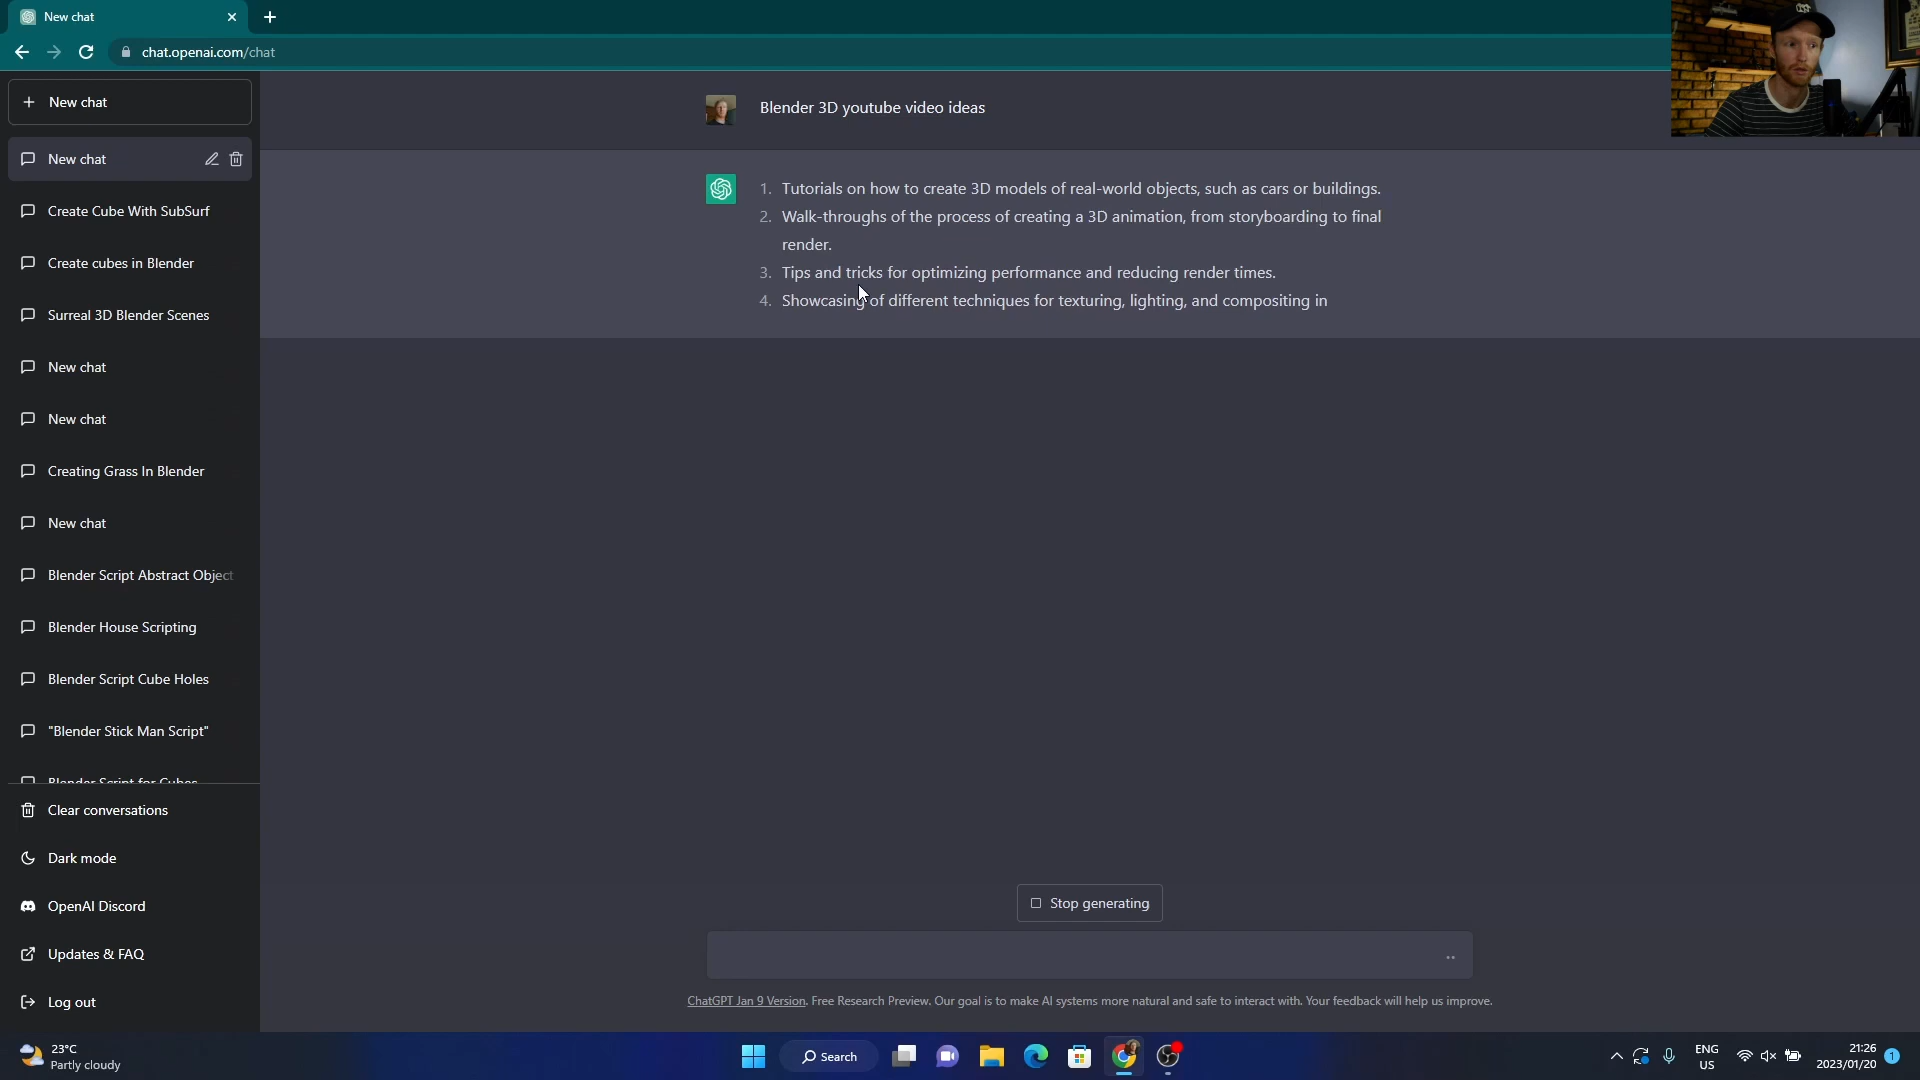 New chat
chat.openai.com/chat
New chat
New chat
Create Cube With SubSurf
Create cubes in Blender
Surreal 3D Blender Scenes
New chat
New chat
Creating Grass In Blender
New chat
Blender Script Abstract Object
Blender House Scripting
Blender Script Cube Holes
"Blender Stick Man Script"
Blender Script for Cubes
Clear conversations
Dark mode
OpenAI Discord
Updates & FAQ
Log out
Blender 3D youtube video ideas
1. Tutorials on how to create 3D models of real-world objects, such as cars or buildings.
2. Walk-throughs of the process of creating a 3D animation, from storyboarding to final
render.
3. Tips and tricks for optimizing performance and reducing render times.
4. Showcasing of different techniques for texturing, lighting, and compositing in
Stop generating
ChatGPT Jan 9 Version. Free Research Preview. Our goal is to make AI systems more natural and safe to interact with. Your feedback will help us improve.
23°C
Partly cloudy
Search
ENG
US
21:26
2023/01/20
1